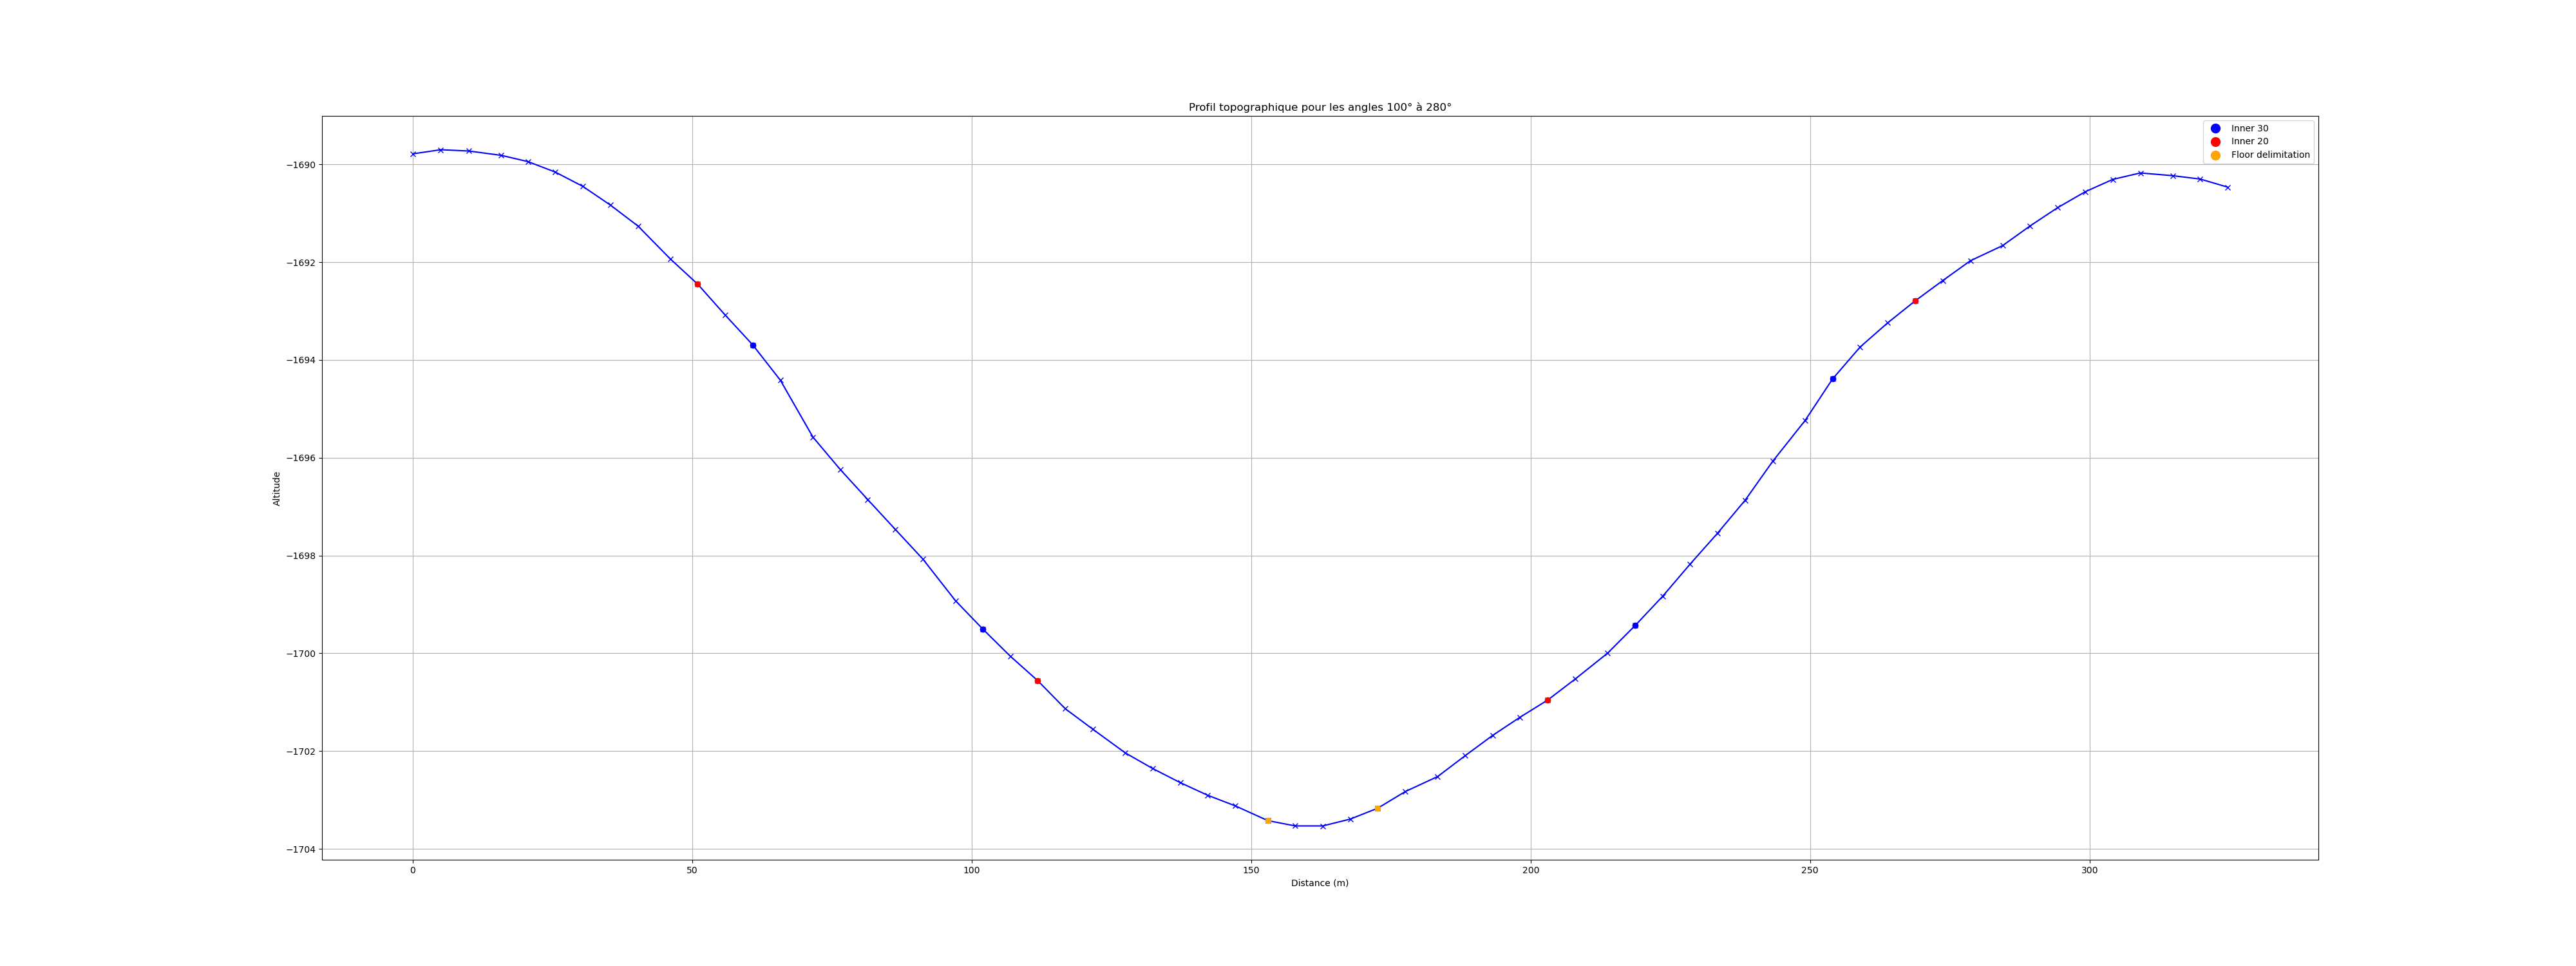 Profil topographique pour les angles 100° à 280°
Inner 30
Inner 20
Floor delimitation
−1690
−1692
−1694
−1696
−1698
−1700
−1702
−1704
Altitude
0 50 100 150 200 250 300
Distance (m)